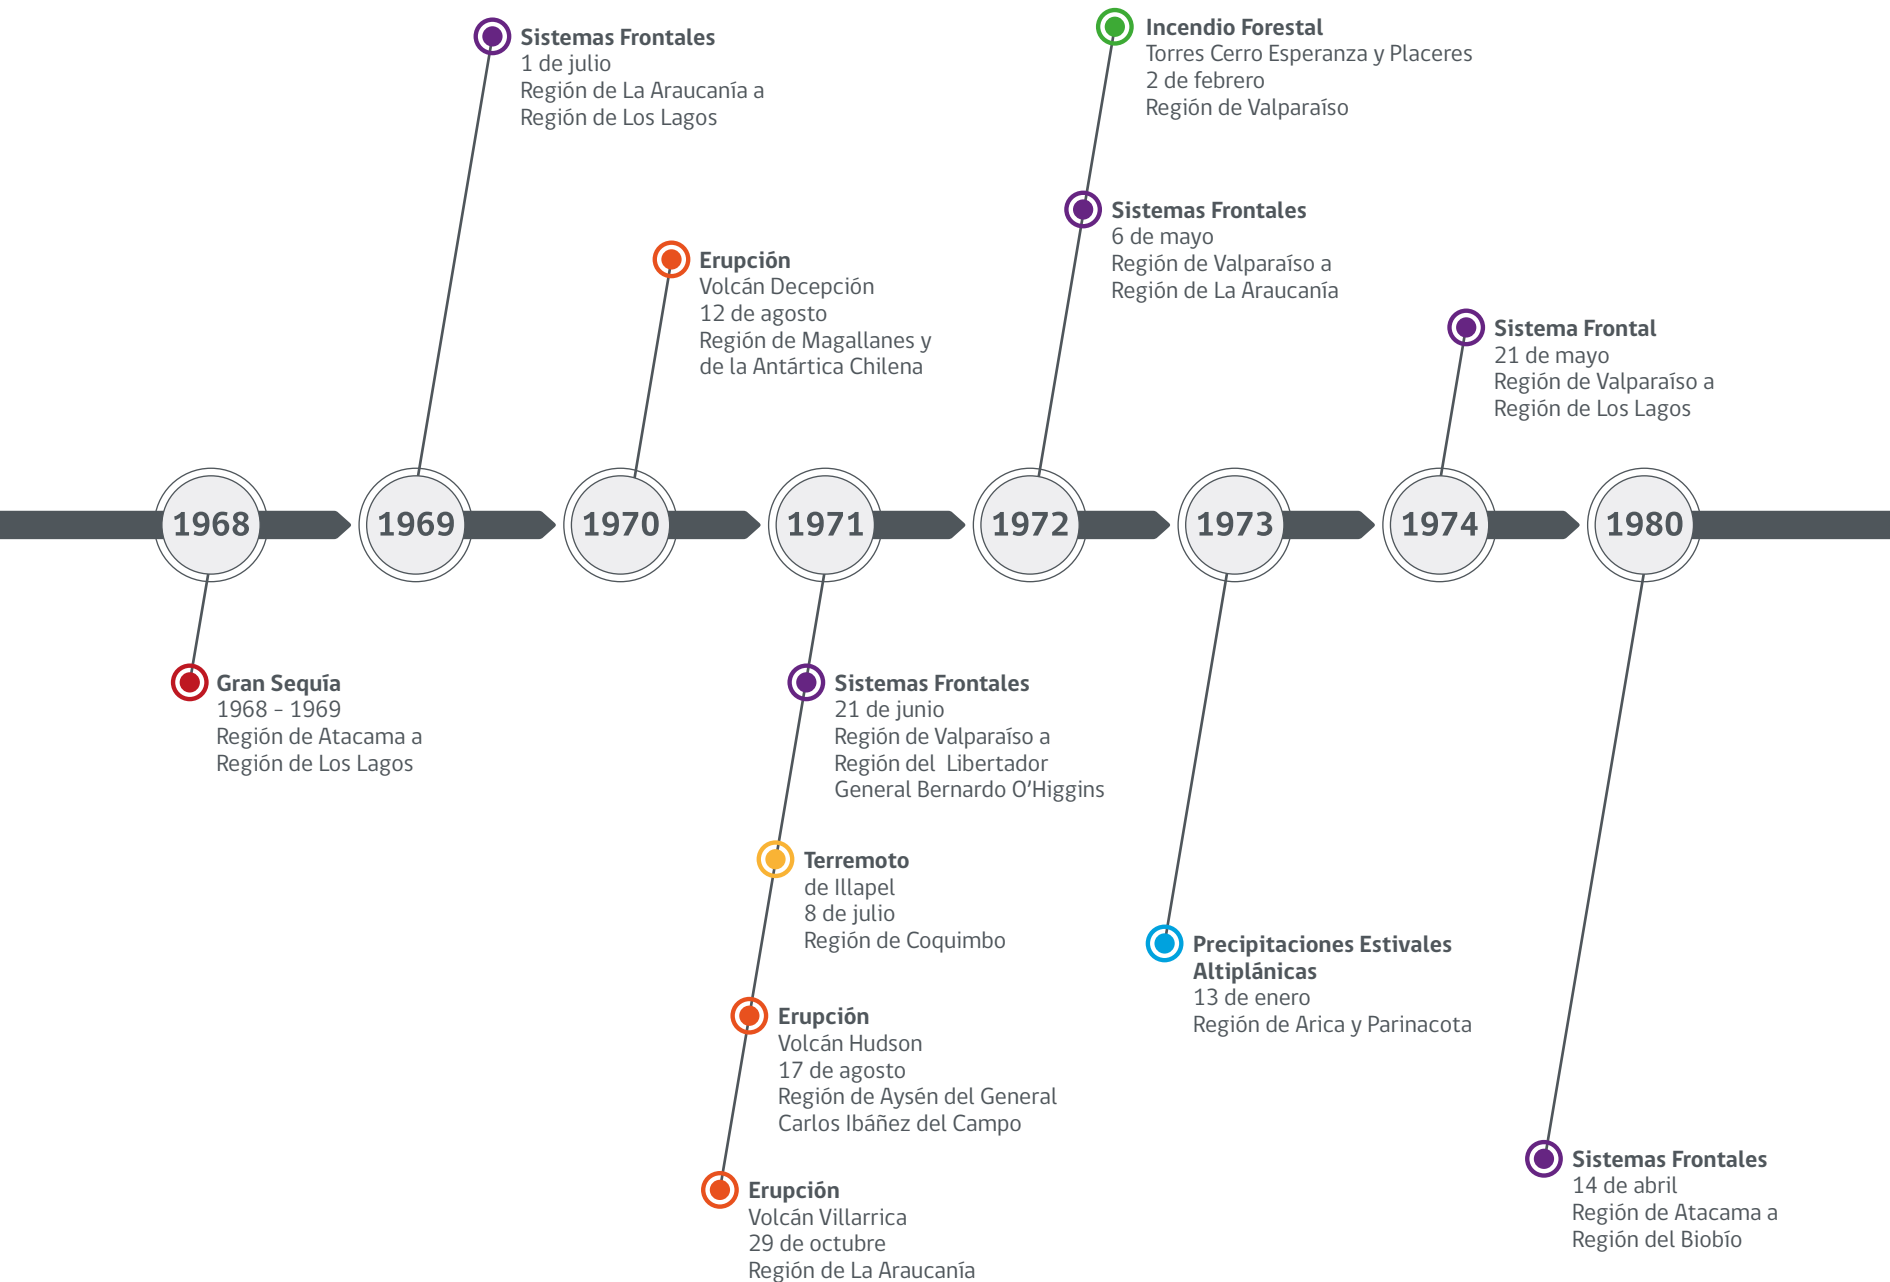 Sistemas Frontales
1 de julio
Región de La Araucanía a
Región de Los Lagos
Incendio Forestal
Torres Cerro Esperanza y Placeres
2 de febrero
Región de Valparaíso
Sistemas Frontales
6 de mayo
Región de Valparaíso a
Región de La Araucanía
Erupción
Volcán Decepción
12 de agosto
Región de Magallanes y
de la Antártica Chilena
Sistema Frontal
21 de mayo
Región de Valparaíso a
Región de Los Lagos
1968
1969
1970
1971
1972
1973
1974
1980
Gran Sequía
1968 - 1969
Región de Atacama a
Región de Los Lagos
Sistemas Frontales
21 de junio
Región de Valparaíso a
Región del Libertador
General Bernardo O’Higgins
Terremoto
de Illapel
8 de julio
Región de Coquimbo
Erupción
Volcán Hudson
17 de agosto
Región de Aysén del General
Carlos Ibáñez del Campo
Erupción
Volcán Villarrica
29 de octubre
Región de La Araucanía
Precipitaciones Estivales
Altiplánicas
13 de enero
Región de Arica y Parinacota
Sistemas Frontales
14 de abril
Región de Atacama a
Región del Biobío